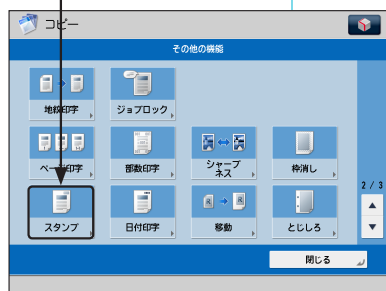 コピー
その他の機能
地紋印字
ジョブロック
ページ印字
部数印字
シャープ
ネス
枠消し
2 / 3
スタンプ
日付印字
移動
とじしろ
閉じる